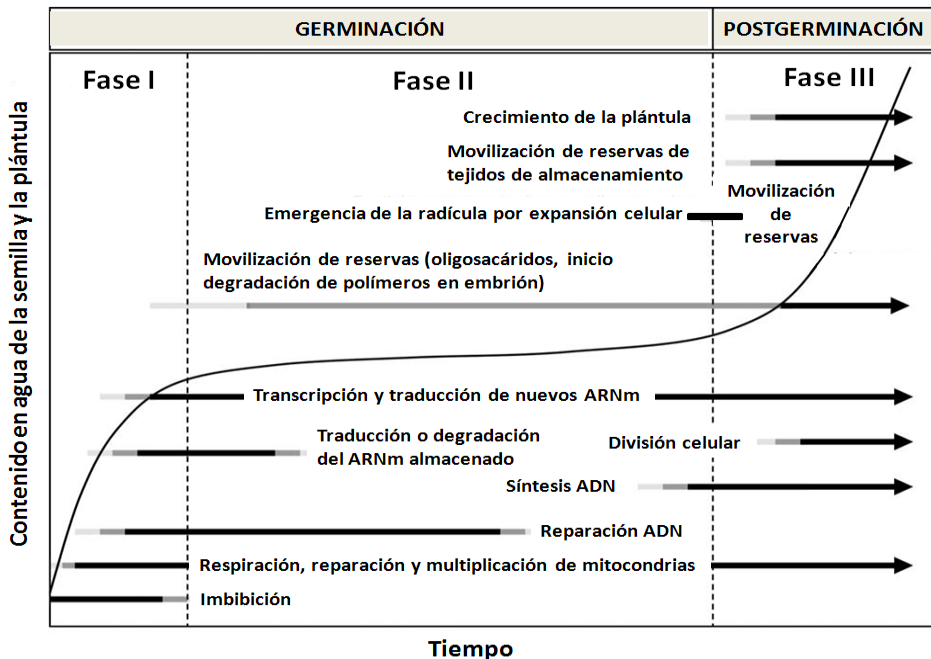 GERMINACIÓN
POSTGERMINACIÓN
Fase I
Fase II
Fase III
Crecimiento de la plántula
Movilización de reservas de
tejidos de almacenamiento
Movilización
de
reservas
Emergencia de la radícula por expansión celular
Movilización de reservas (oligosacáridos, inicio
degradación de polímeros en embrión)
Transcripción y traducción de nuevos ARNm
Traducción o degradación
del ARNm almacenado
División celular
Síntesis ADN
Reparación ADN
Respiración, reparación y multiplicación de mitocondrias
Imbibición
Contenido en agua de la semilla y la plántula
Tiempo